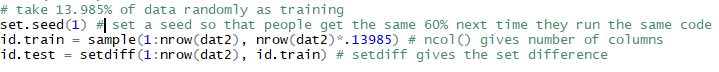 # take 13.985% of data randomly as training
set.seed(1) # set a seed so that people get the same 60% next time they run the same code
id.train = sample(1:nrow(dat2), nrow(dat2)*.13985) # ncol() gives number of columns
id.test = setdiff(1:nrow(dat2), id.train) # setdiff gives the set difference